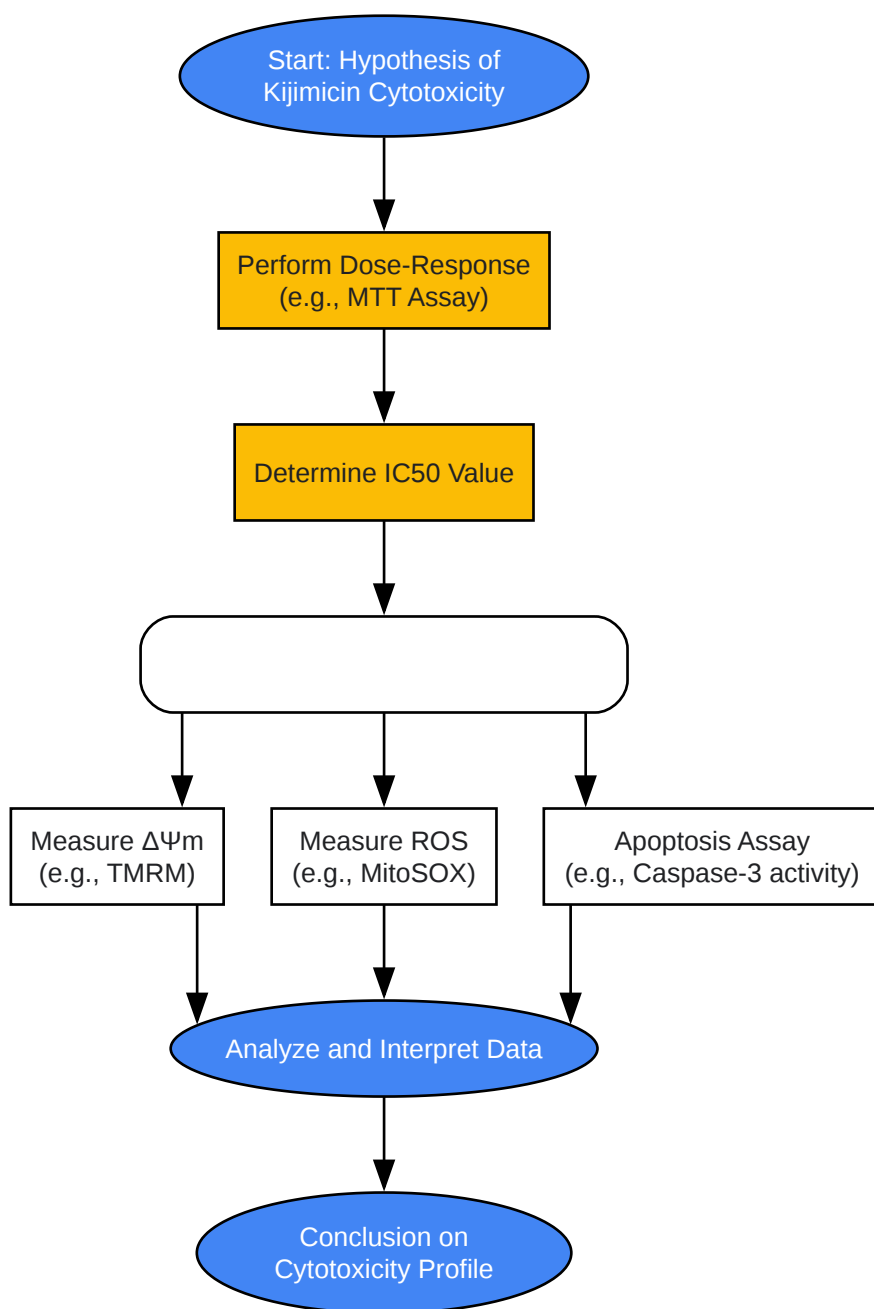 Start: Hypothesis of
Kijimicin Cytotoxicity
Perform Dose-Response
(e.g., MTT Assay)
Determine IC50 Value
Measure ΔΨm
(e.g., TMRM)
Measure ROS
(e.g., MitoSOX)
Apoptosis Assay
(e.g., Caspase-3 activity)
Analyze and Interpret Data
Conclusion on
Cytotoxicity Profile